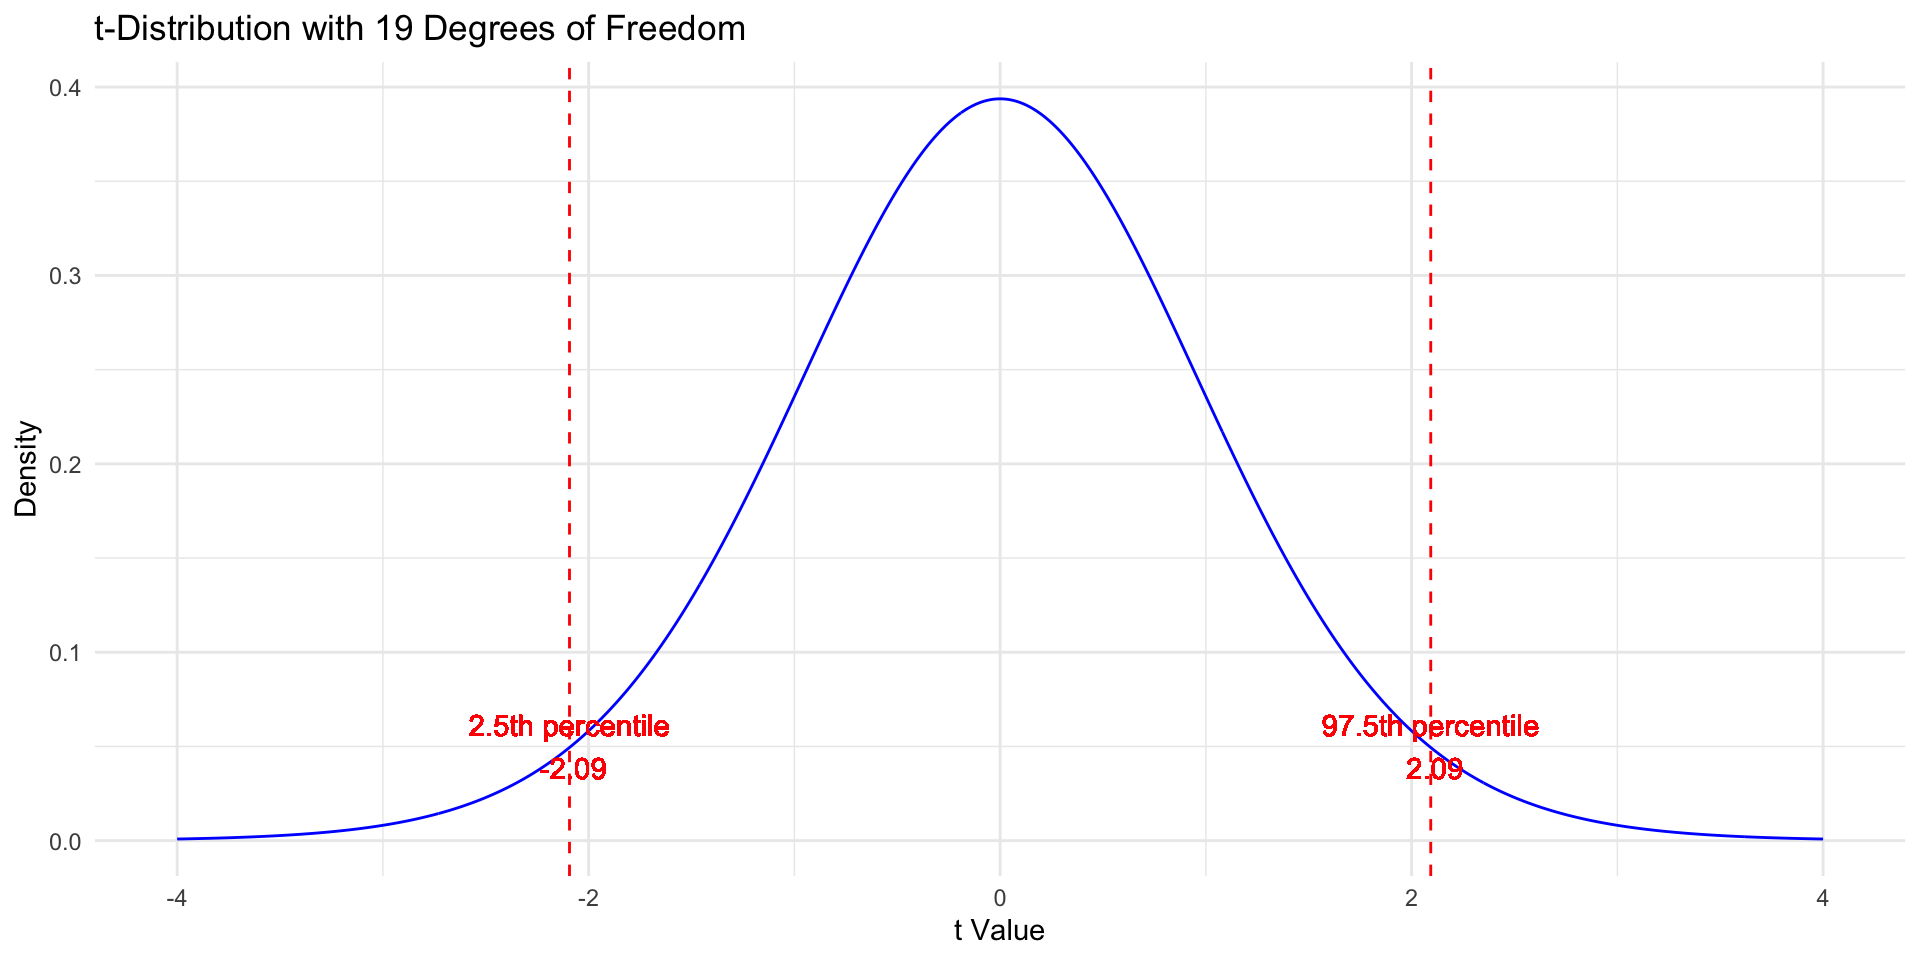 t-Distribution with 19 Degrees of Freedom
0.4
0.3
0.2
0.1
0.0
Density
2.5th percentile
-2.09
97.5th percentile
2.09
-4
-2
0
2
4
t Value